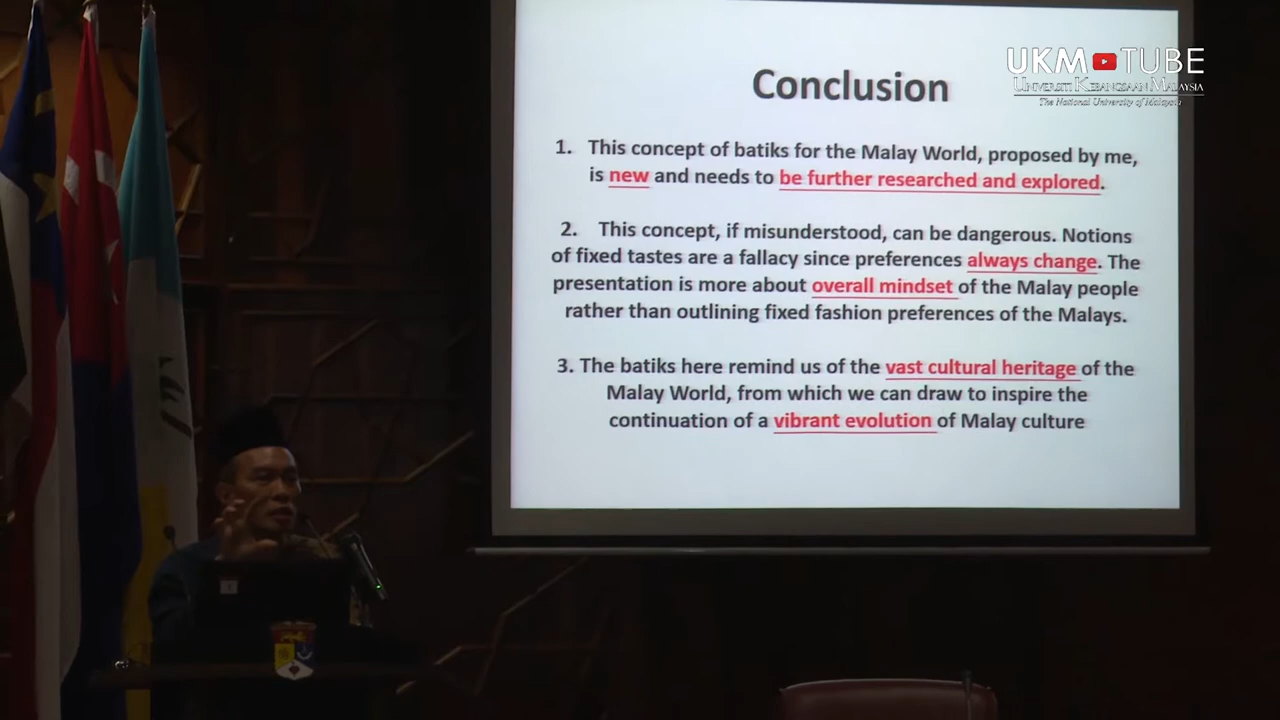 UKM TUBE
UNIVERSITI KEBANGSAAN MALAYSIA
The National University of Malaysia
Conclusion
1. This concept of batiks for the Malay World, proposed by me,
is new and needs to be further researched and explored.
2. This concept, if misunderstood, can be dangerous. Notions
of fixed tastes are a fallacy since preferences always change. The
presentation is more about overall mindset of the Malay people
rather than outlining fixed fashion preferences of the Malays.
3. The batiks here remind us of the vast cultural heritage of the
Malay World, from which we can draw to inspire the
continuation of a vibrant evolution of Malay culture